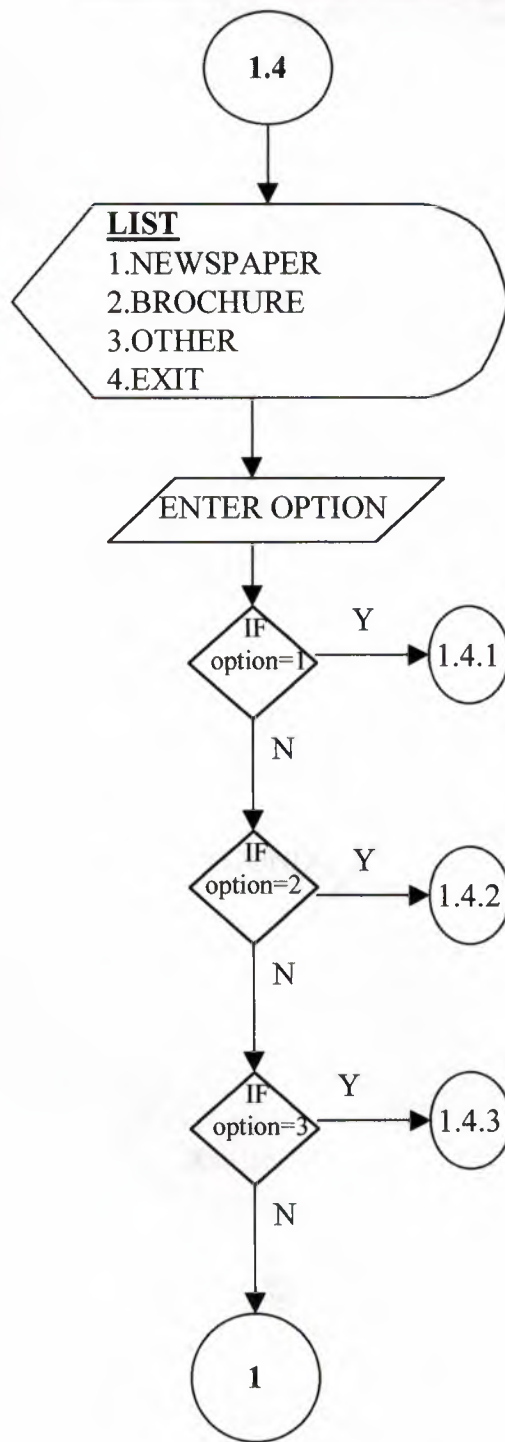 1.4
LIST
1.NEWSPAPER
2.BROCHURE
3.OTHER
4.EXIT
ENTER OPTION
IF
option=1
Y
1.4.1
N
IF
option=2
Y
1.4.2
N
IF
option=3
Y
1.4.3
N
1